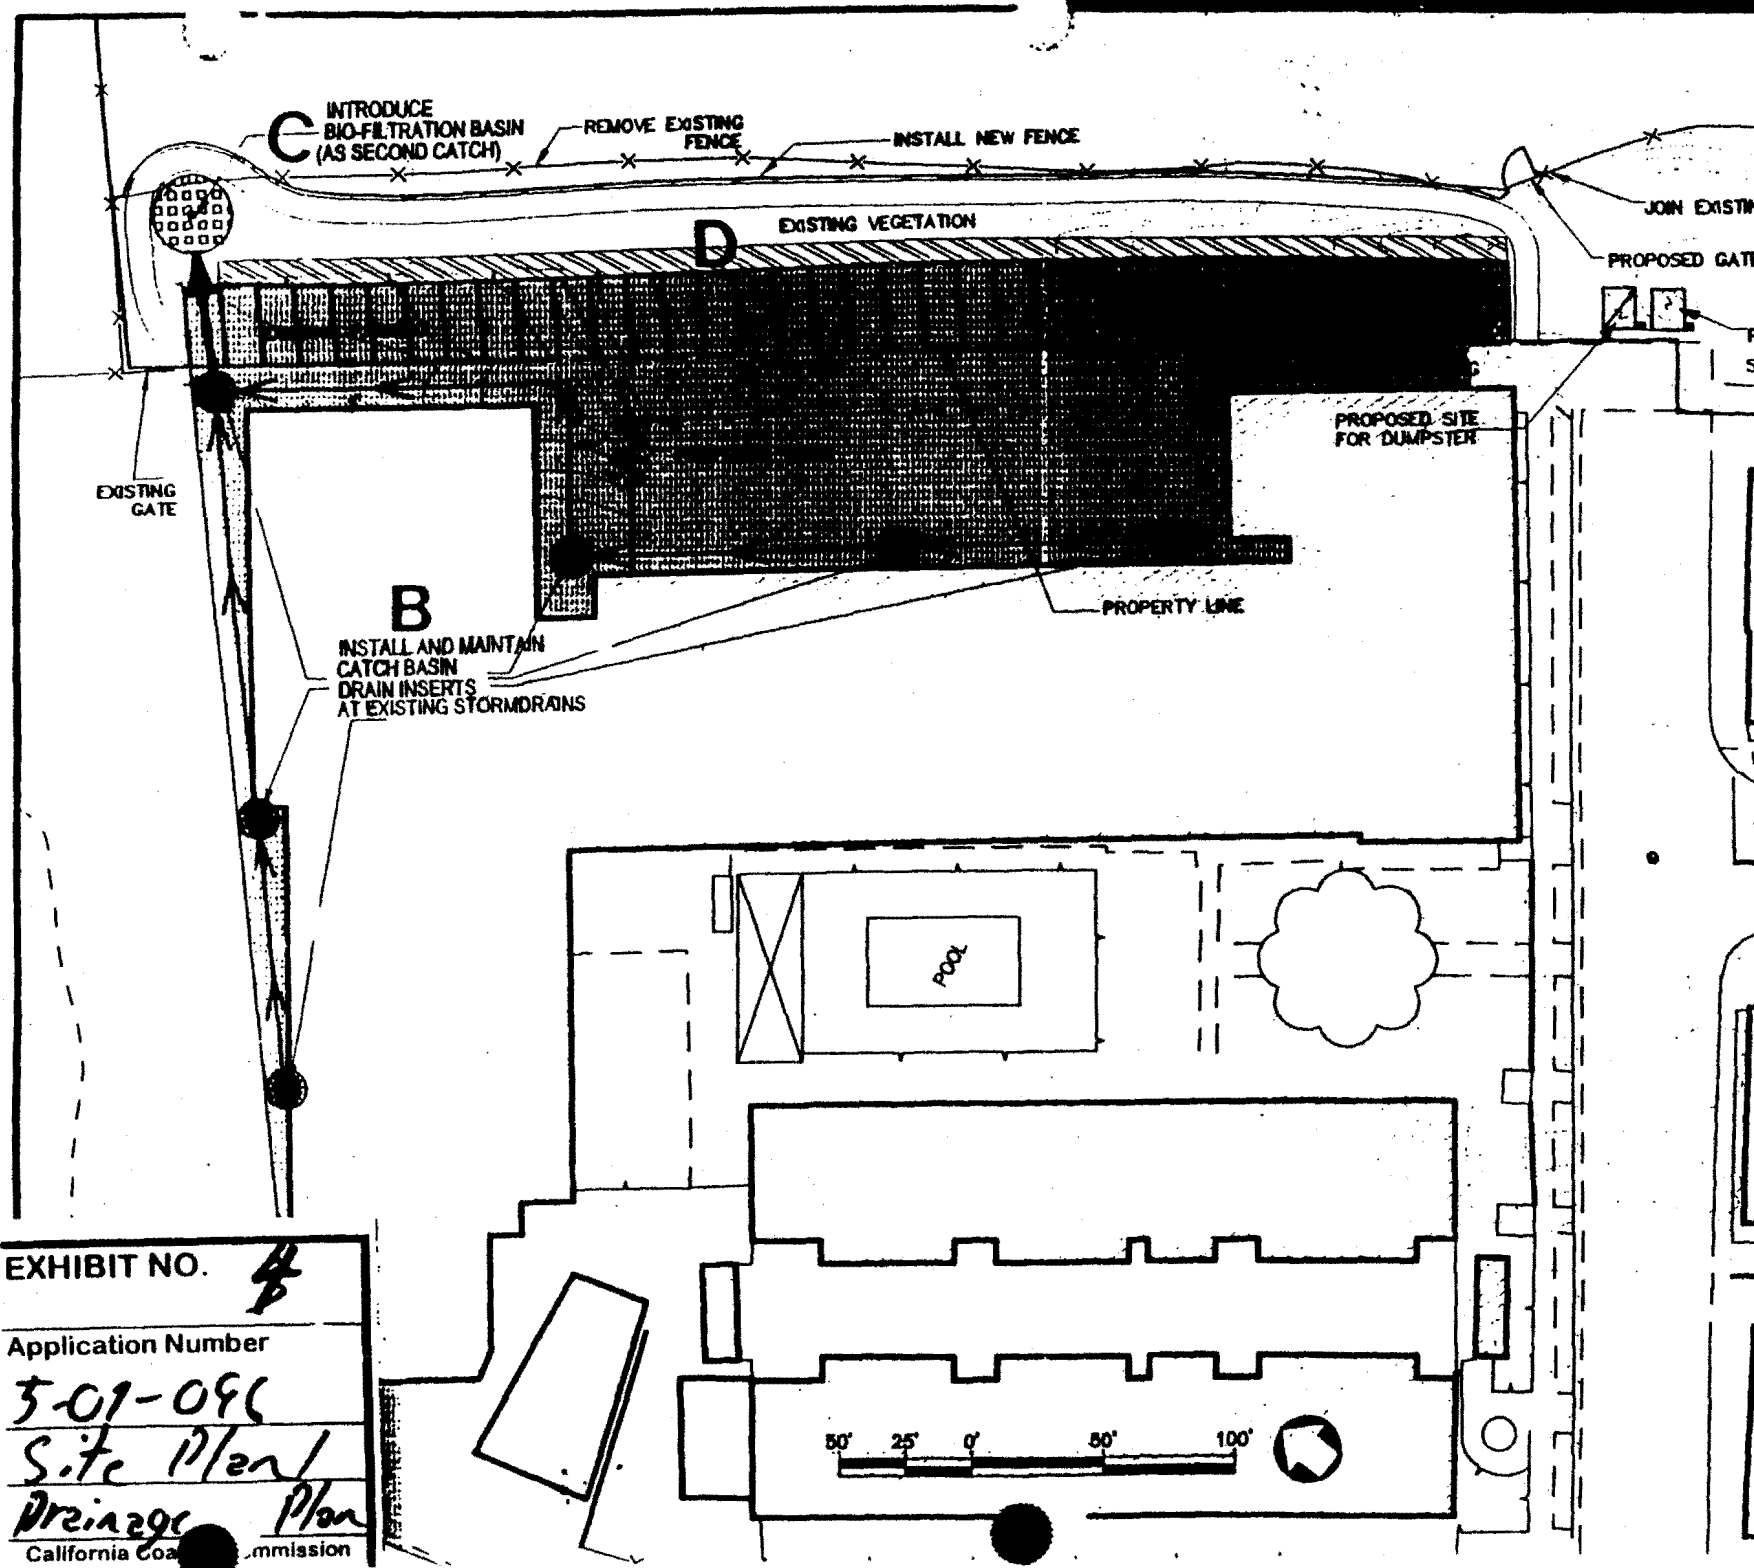 C
INTRODUCE
BIO-FILTRATION BASIN
(AS SECOND CATCH)
REMOVE EXISTING
FENCE
INSTALL NEW FENCE
JOIN EXISTIN
D
EXISTING VEGETATION
PROPOSED GATE
PROPOSED SITE
FOR DUMPSTER
EXISTING
GATE
B
INSTALL AND MAINTAIN
CATCH BASIN
DRAIN INSERTS
AT EXISTING STORMDRAINS
PROPERTY LINE
POOL
50' 25' 0' 50' 100'
EXHIBIT NO. 4
Application Number
5-01-096
Site Plan/
Drainage Plan
California Coa mmission